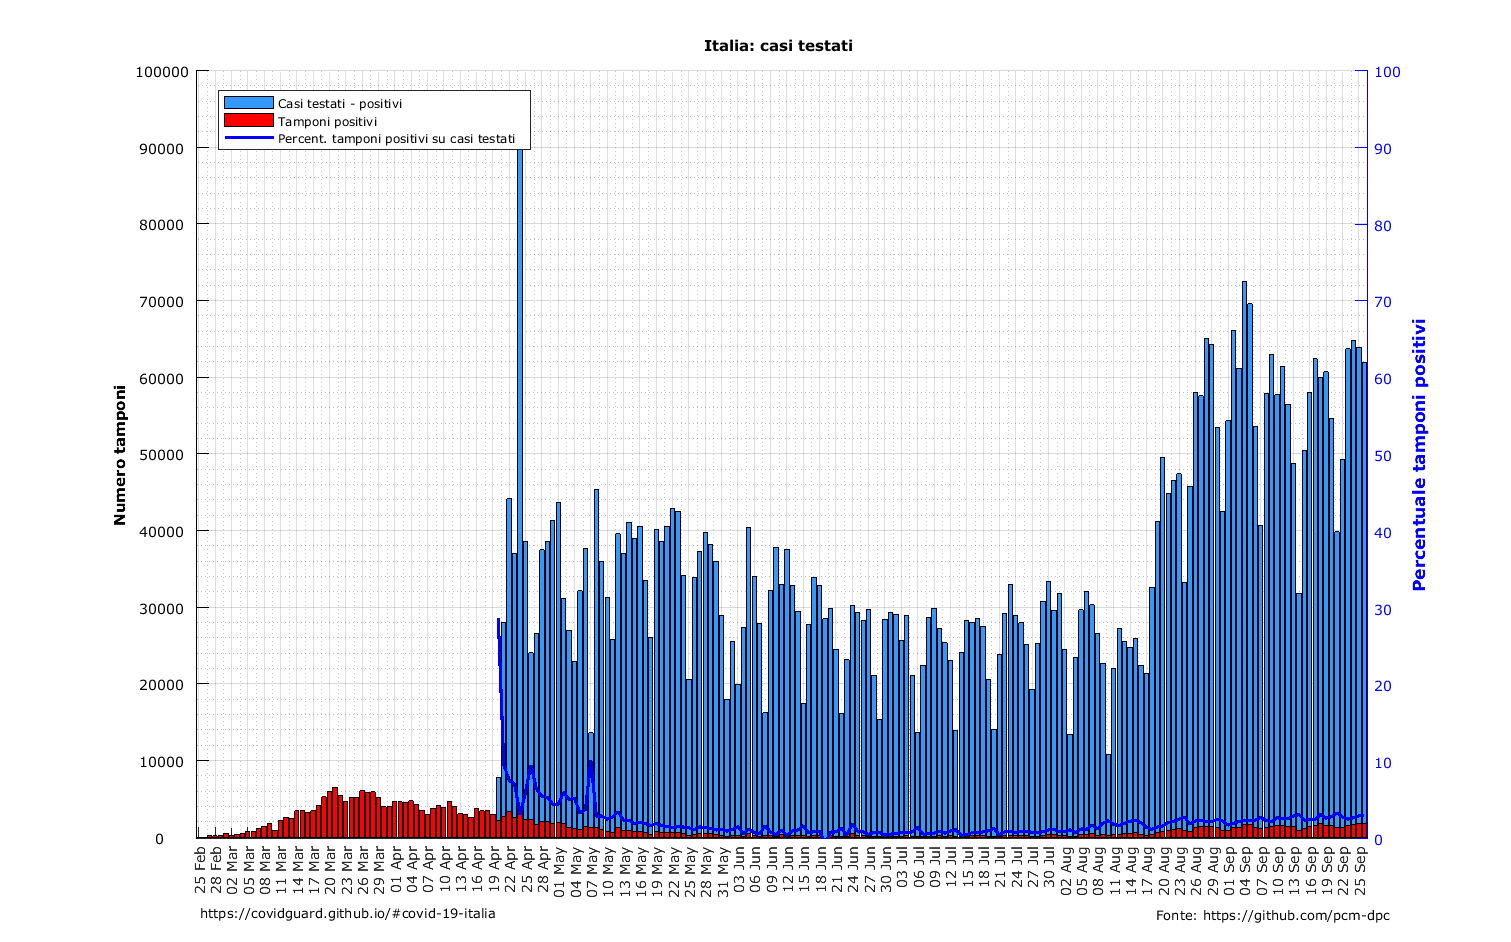 Italia: casi testati
Casi testati - positivi
Tamponi positivi
Percent. tamponi positivi su casi testati
Numero tamponi
100000
90000
80000
70000
60000
50000
40000
30000
20000
10000
0
Percentuale tamponi positivi
100
90
80
70
60
50
40
30
20
10
0
25 Feb
28 Feb
02 Mar
05 Mar
08 Mar
11 Mar
14 Mar
17 Mar
20 Mar
23 Mar
26 Mar
29 Mar
01 Apr
04 Apr
07 Apr
10 Apr
13 Apr
16 Apr
19 Apr
22 Apr
25 Apr
28 Apr
01 May
04 May
07 May
10 May
13 May
16 May
19 May
22 May
25 May
28 May
31 May
03 Jun
06 Jun
09 Jun
12 Jun
15 Jun
18 Jun
21 Jun
24 Jun
27 Jun
30 Jun
03 Jul
06 Jul
09 Jul
12 Jul
15 Jul
18 Jul
21 Jul
24 Jul
27 Jul
30 Jul
02 Aug
05 Aug
08 Aug
11 Aug
14 Aug
17 Aug
20 Aug
23 Aug
26 Aug
29 Aug
01 Sep
04 Sep
07 Sep
10 Sep
13 Sep
16 Sep
19 Sep
22 Sep
25 Sep
https://covidguard.github.io/#covid-19-italia
Fonte: https://github.com/pcm-dpc